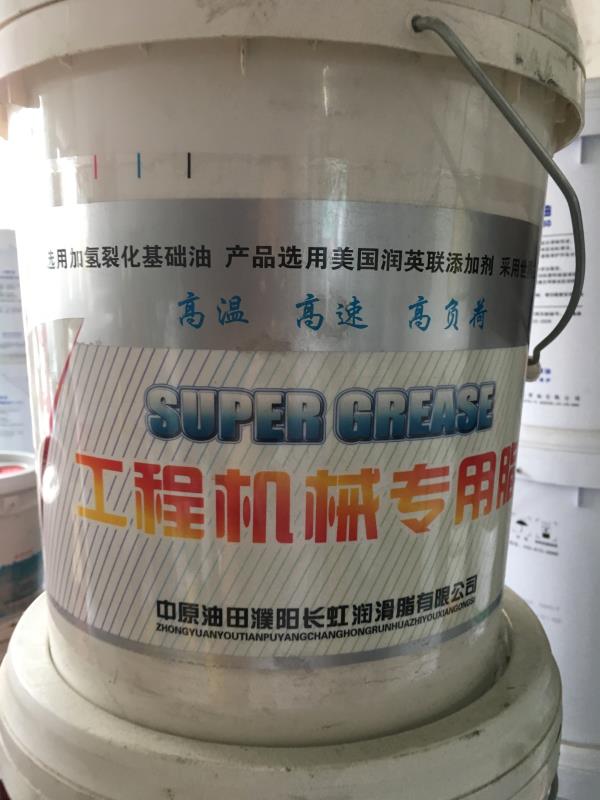 选用加氢裂化基础油 产品选用美国润英联添加剂 采用
高温 高速 高负荷
SUPER GREASE
工程机械专用脂
中原油田濮阳长虹润滑脂有限公司
ZHONGYUANYOUTIANPUYANGCHANGHONGRUNHUAZHIYOUXIANGONGSI